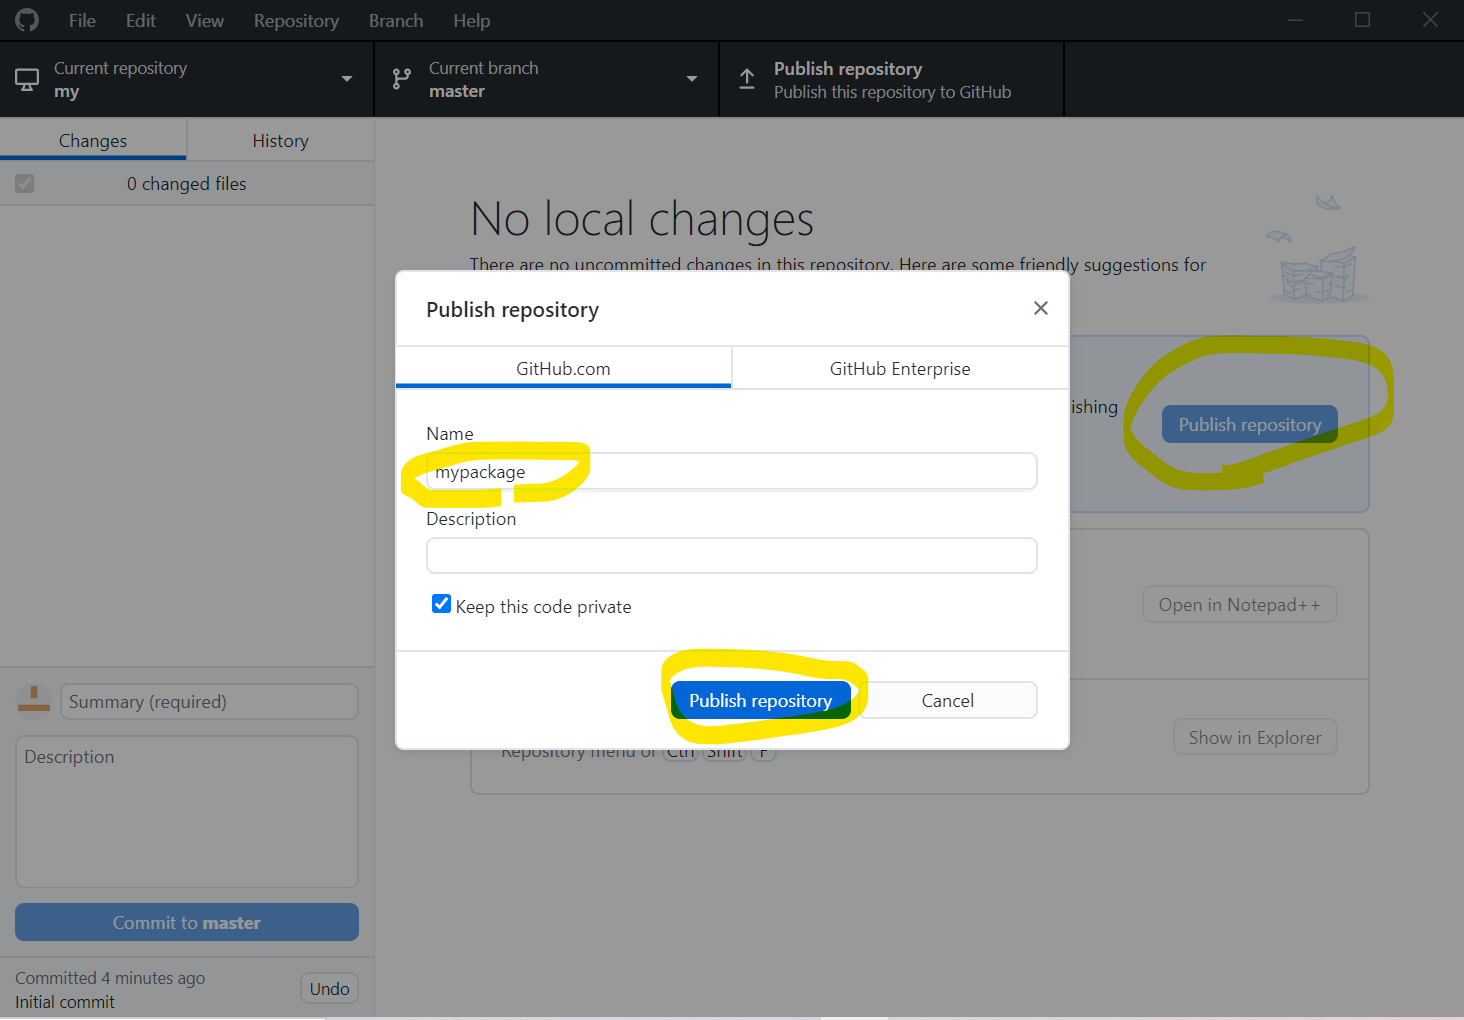 File Edit View Repository Branch Help
Current repository
my
Current branch
master
Publish repository
Publish this repository to GitHub
Changes
History
0 changed files
No local changes
There are no uncommitted changes in this repository. Here are some friendly suggestions for
Publish repository
GitHub.com
GitHub Enterprise
Name
mypackage
Description
Keep this code private
Publish repository
Cancel
ishing
Publish repository
Open in Notepad++
Repository menu or Ctrl Shift F
Show in Explorer
Summary (required)
Description
Commit to master
Committed 4 minutes ago
Initial commit
Undo